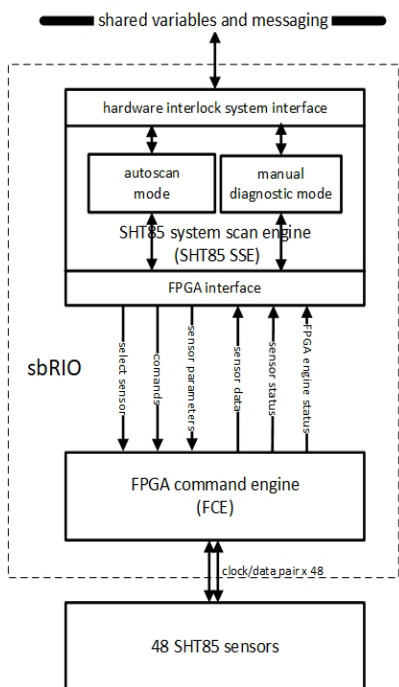 shared variables and messaging
hardware interlock system interface
autoscan
mode
manual
diagnostic mode
SHT85 system scan engine
(SHT85 SSE)
FPGA interface
sbRIO
select sensor
comands
sensor parameters
sensor data
sensor status
FPGA engine status
FPGA command engine
(FCE)
clock/data pair x 48
48 SHT85 sensors